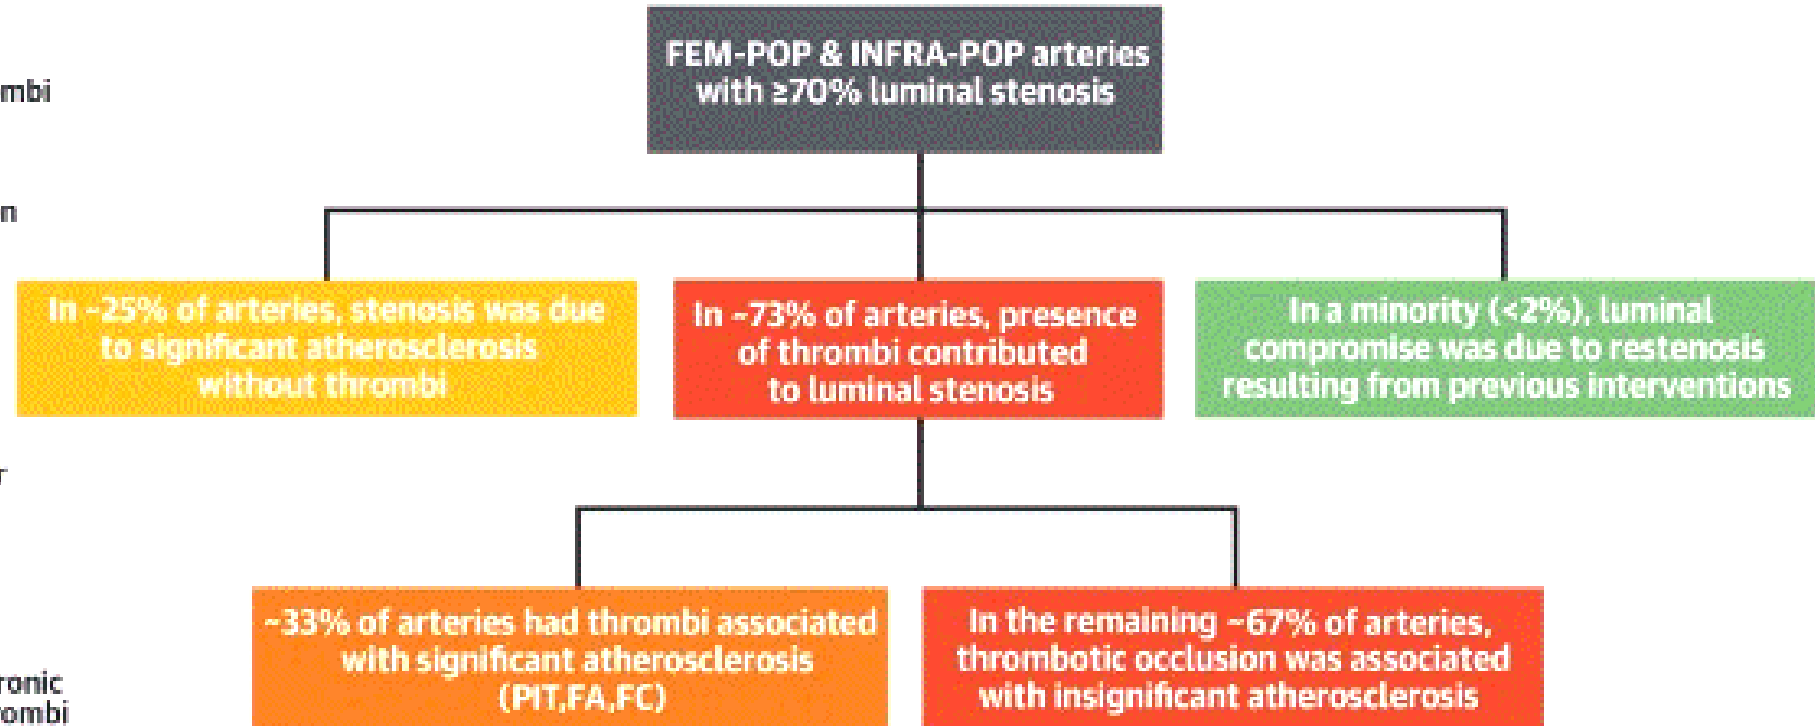 FEM-POP & INFRA-POP arteries
with ≥70% luminal stenosis
mbi
n
In ~25% of arteries, stenosis was due
to significant atherosclerosis
without thrombi
In ~73% of arteries, presence
of thrombi contributed
to luminal stenosis
In a minority (<2%), luminal
compromise was due to restenosis
resulting from previous interventions
r
~33% of arteries had thrombi associated
with significant atherosclerosis
(PIT,FA,FC)
In the remaining ~67% of arteries,
thrombotic occlusion was associated
with insignificant atherosclerosis
ronic
ombi